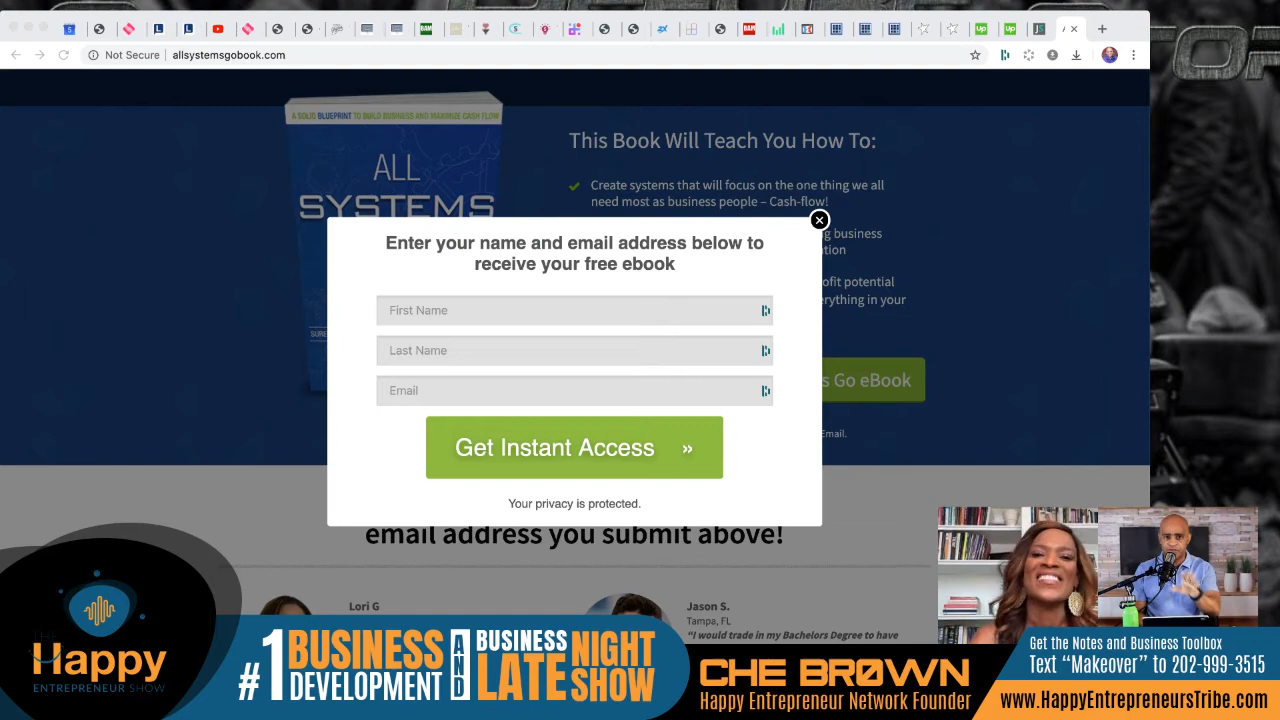 Not Secure allsystemsgobook.com
A SOLID BLUEPRINT TO BUILD BUSINESS AND MAXIMIZE CASH FLOW
ALL
SYSTEMS
This Book Will Teach You How To:
Create systems that will focus on the one thing we all
need most as business people – Cash-flow!
business
ofit potential
erything in your
s Go eBook
Email.
Enter your name and email address below to
receive your free ebook
First Name
Last Name
Email
Get Instant Access »
Your privacy is protected.
email address you submit above!
Lori G
Jason S.
Tampa, FL
“I would trade in my Bachelors Degree to have
THE
Happy
ENTREPRENEUR SHOW
#1 BUSINESS DEVELOPMENT AND BUSINESS LATE NIGHT SHOW
CHE BROWN
Happy Entrepreneur Network Founder
Get the Notes and Business Toolbox
Text “Makeover” to 202-999-3515
www.HappyEntrepreneursTribe.com